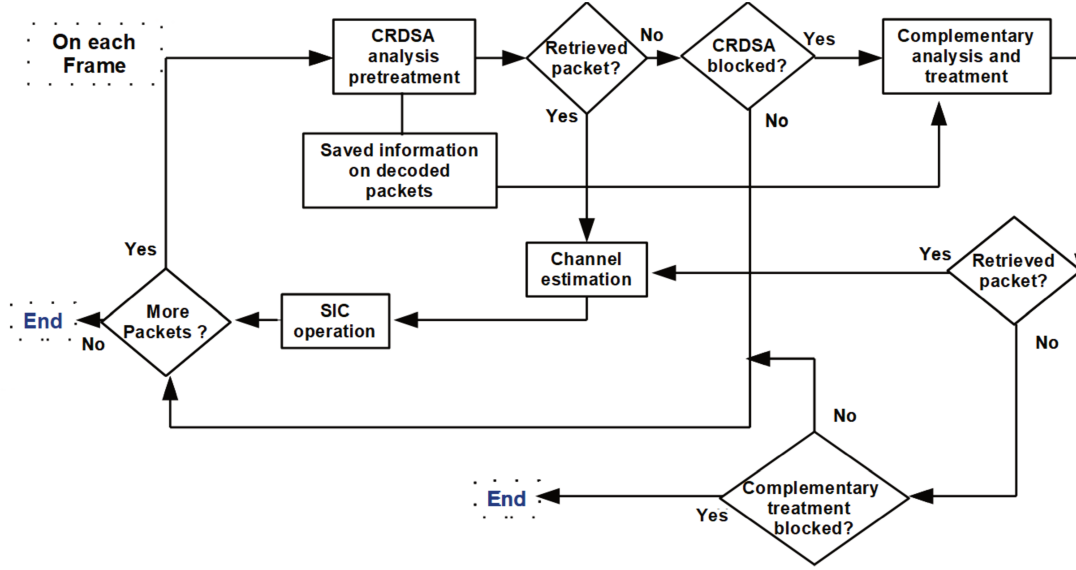 On each
Frame
CRDSA
analysis
pretreatment
Retrieved
packet?
No
CRDSA
blocked?
Yes
Complementary
analysis and
treatment
Yes
No
Saved information
on decoded
packets
Yes
Channel
estimation
Yes
Retrieved
packet?
End
No
More
Packets ?
SIC
operation
No
No
End
Yes
Complementary
treatment
blocked?